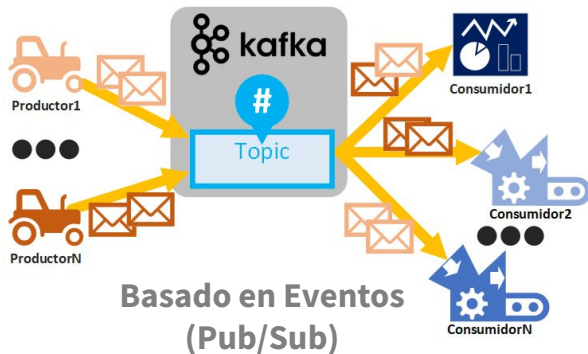 kafka
#
Topic
Productor1
ProductorN
Consumidor1
Consumidor2
ConsumidorN
Basado en Eventos
(Pub/Sub)